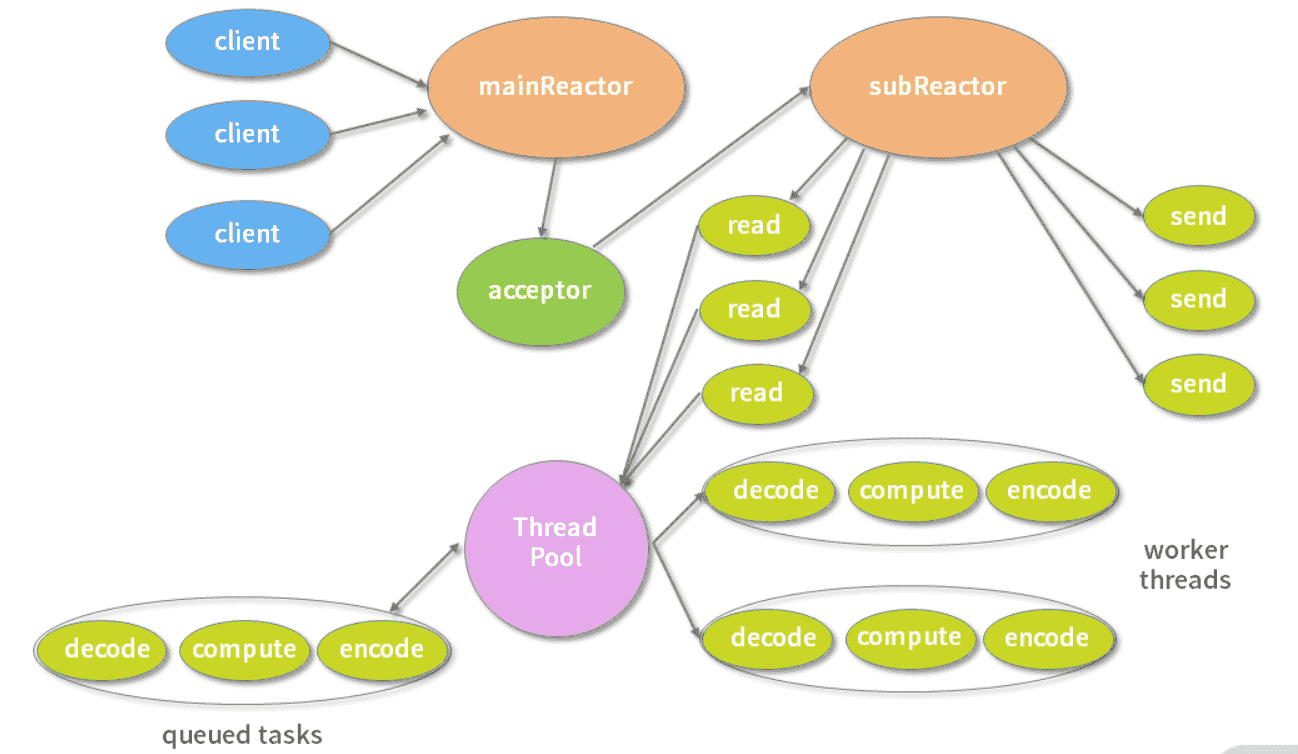 client
mainReactor
subReactor
client
client
read
send
acceptor
read
send
read
send
Thread
Pool
decode
compute
encode
worker
threads
decode
compute
encode
decode
compute
encode
queued tasks